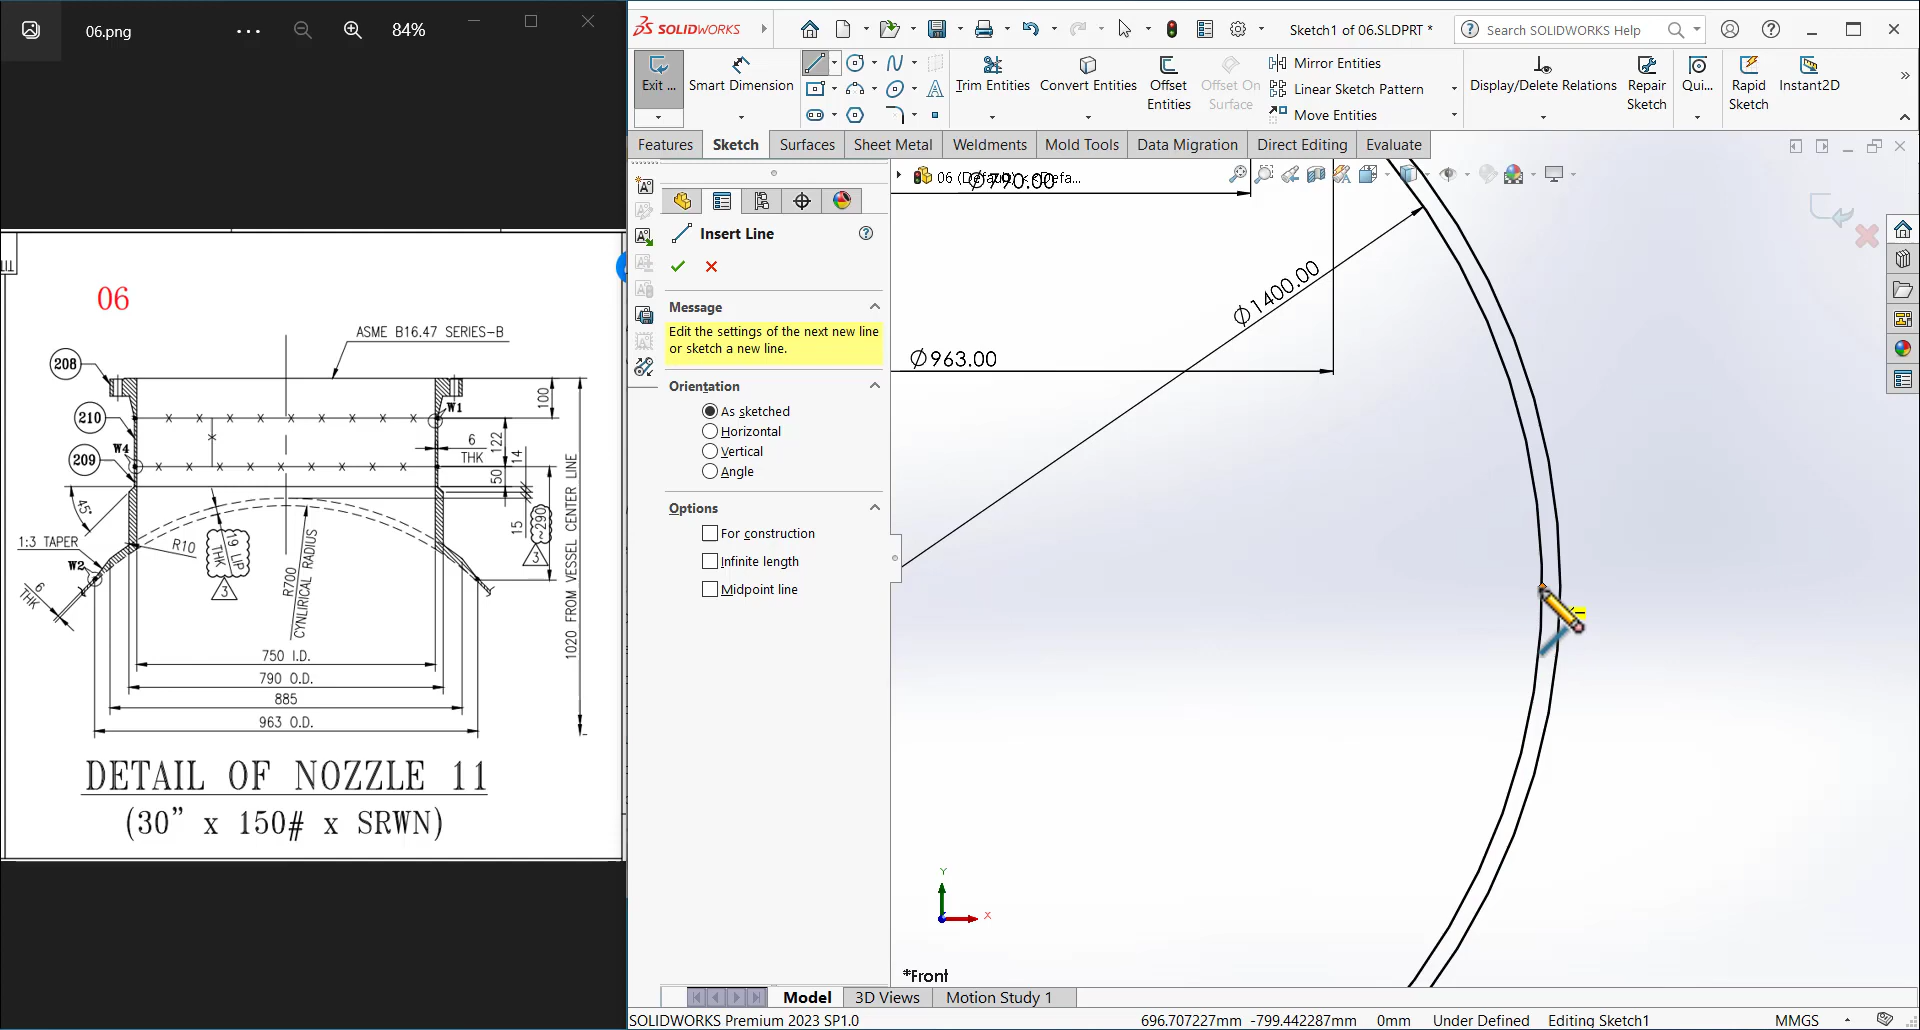 06.png
84%
06
ASME B16.47 SERIES-B
208
W1
100
210
W4
6
THK
122
14
209
50
45°
1:3 TAPER
R10
19 LIP
THK
3
15
~290
3
W2
6
THK
R700
CYNLIRICAL RADIUS
1020 FROM VESSEL CENTER LINE
750 I.D.
790 O.D.
885
963 O.D.
DETAIL OF NOZZLE 11
(30" x 150# x SRWN)
SOLIDWORKS
Sketch1 of 06.SLDPRT *
Search SOLIDWORKS Help
Exit ...
Smart Dimension
Trim Entities
Convert Entities
Offset
Entities
Offset On
Surface
Mirror Entities
Linear Sketch Pattern
Move Entities
Display/Delete Relations
Repair
Sketch
Qui...
Rapid
Sketch
Instant2D
Features
Sketch
Surfaces
Sheet Metal
Weldments
Mold Tools
Data Migration
Direct Editing
Evaluate
06 (Default) <<Defa...
Ø790.00
Insert Line
Message
Edit the settings of the next new line
or sketch a new line.
Orientation
As sketched
Horizontal
Vertical
Angle
Options
For construction
Infinite length
Midpoint line
Ø1400.00
Ø963.00
Y
X
*Front
Model
3D Views
Motion Study 1
SOLIDWORKS Premium 2023 SP1.0
696.707227mm
-799.442287mm
0mm
Under Defined
Editing Sketch1
MMGS